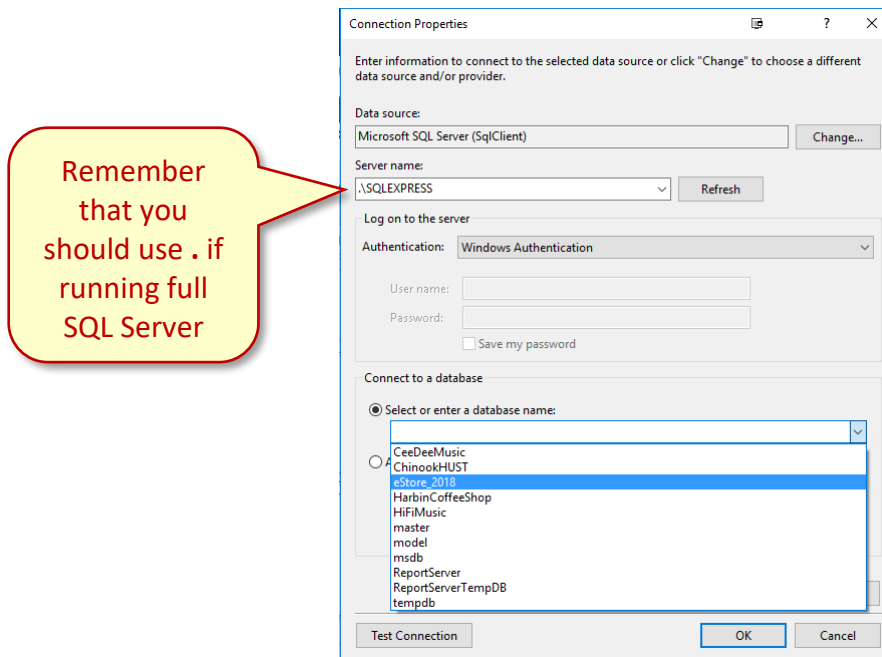 Connection Properties
?
Enter information to connect to the selected data source or click "Change" to choose a different
data source and/or provider.
Data source:
Microsoft SQL Server (SqlClient)
Change...
Remember
that you
should use . if
running full
SQL Server
Server name:
.\SQLEXPRESS
Refresh
Log on to the server
Authentication:
Windows Authentication
User name:
Password:
Save my password
Connect to a database
Select or enter a database name:
CeeDeeMusic
ChinookHUST
eStore_2018
HarbinCoffeeShop
HiFiMusic
master
model
msdb
ReportServer
ReportServerTempDB
tempdb
Test Connection
OK
Cancel